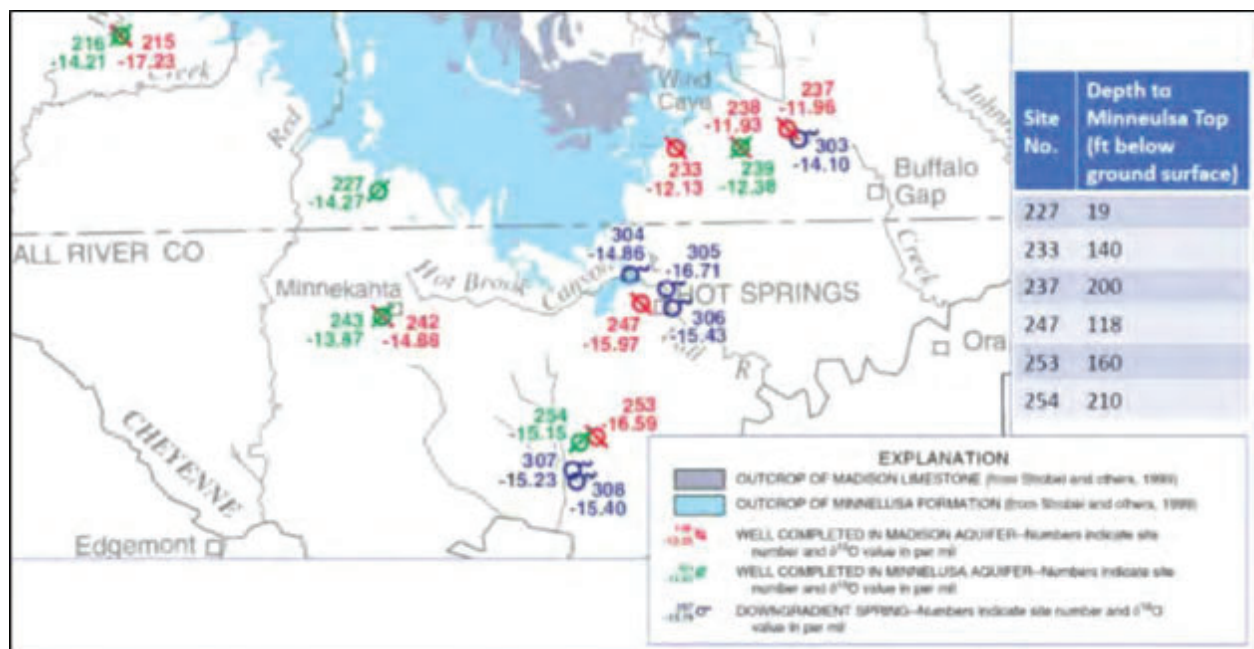 216 215
-14.21 -17.23
Creek
Red
227
-14.27
Wind
Cave
238
-11.93
237
-11.96
303
-14.10
233
-12.13
239
-12.38
Buffalo
Gap
Creek
ALL RIVER CO
Minnekahta
243 242
-13.87
Hot Brook Canyon
304
-14.86
305
-16.71
HOT SPRINGS
306
-15.43
247
-15.97
R
Ora
CHEYENNE
Edgemont
254
-15.15
253
-16.59
307
-15.23
308
-15.40
Site No. Depth to Minneulsa Top (ft below ground surface)
227 19
233 140
237 200
247 118
253 160
254 210
EXPLANATION
OUTCROP OF MADISON LIMESTONE (from Strobel and others, 1999)
OUTCROP OF MINNELUSA FORMATION (from Strobel and others, 1999)
WELL COMPLETED IN MADISON AQUIFER--Numbers indicate site
number and δ18O value in per mil
WELL COMPLETED IN MINNELUSA AQUIFER--Numbers indicate site
number and δ18O value in per mil
DOWNGRADIENT SPRING--Numbers indicate site number and δ18O
value in per mil